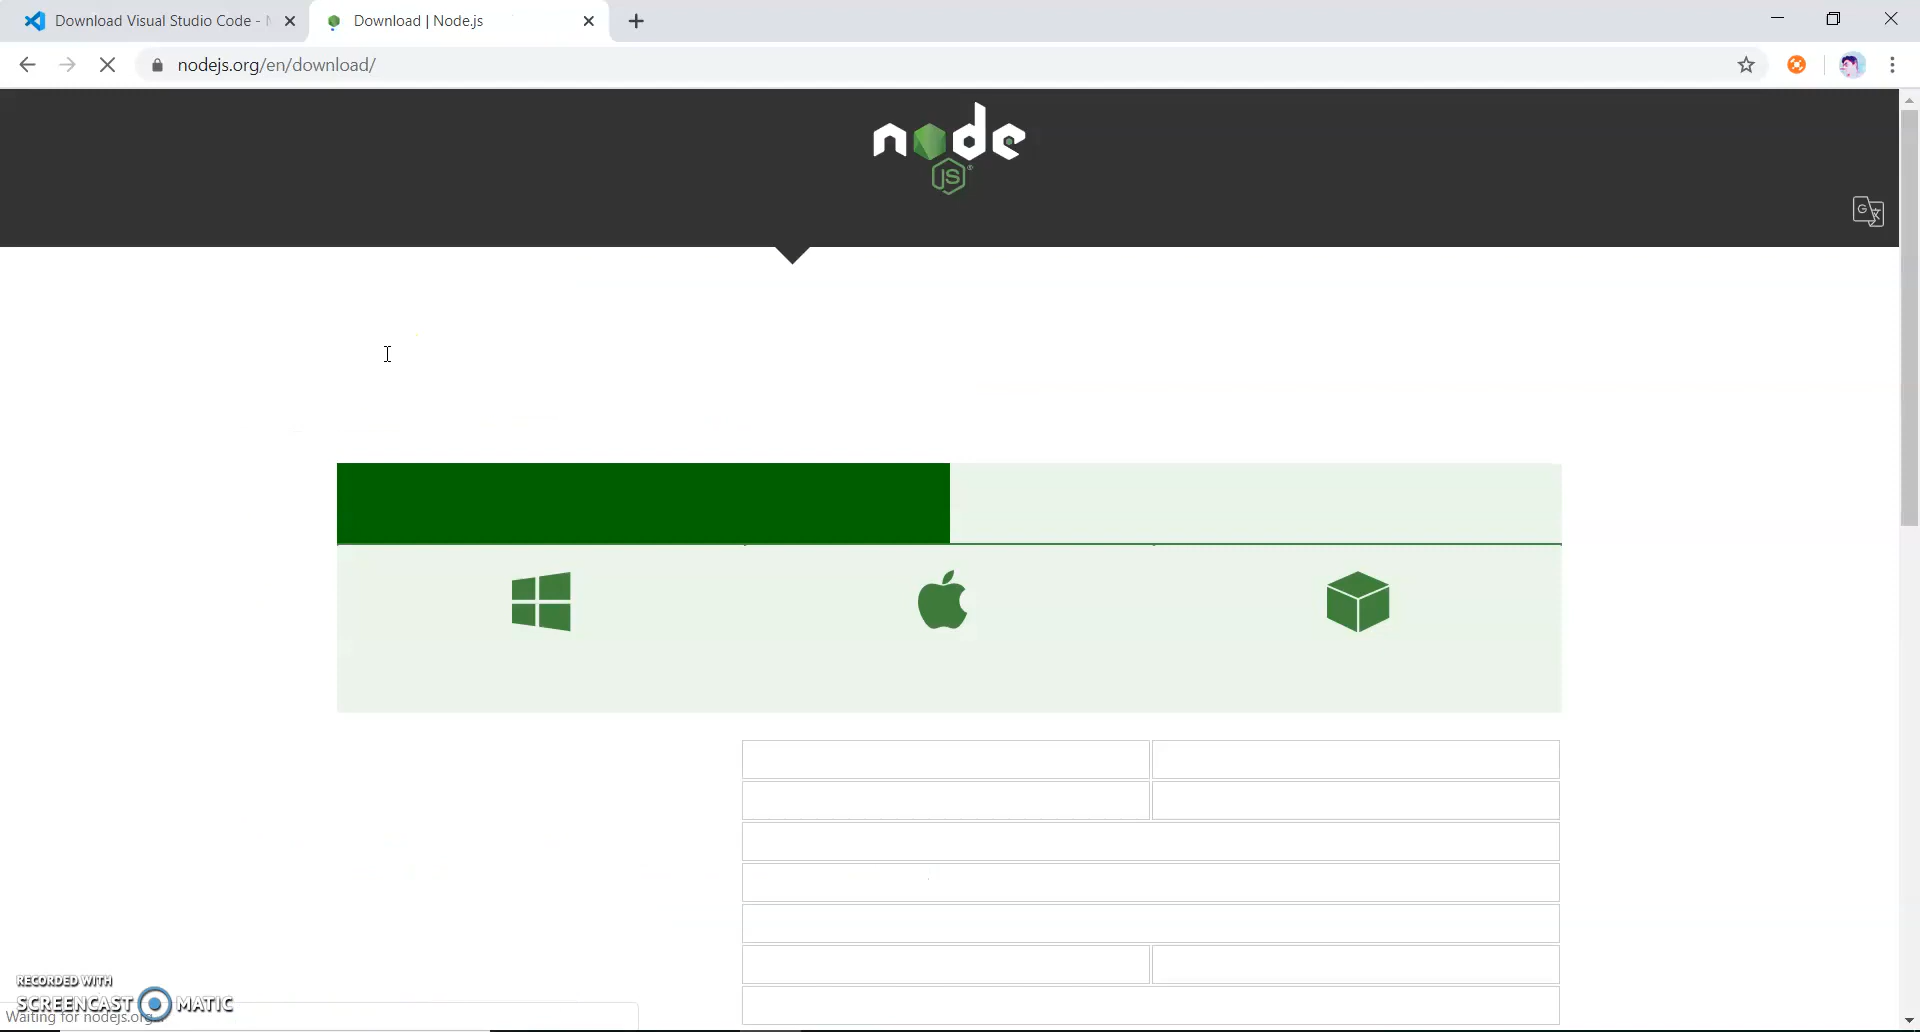 Download Visual Studio Code -
Download | Node.js
nodejs.org/en/download/
node
JS
RECORDED WITH
SCREENCAST MATIC
Waiting for nodejs.org...